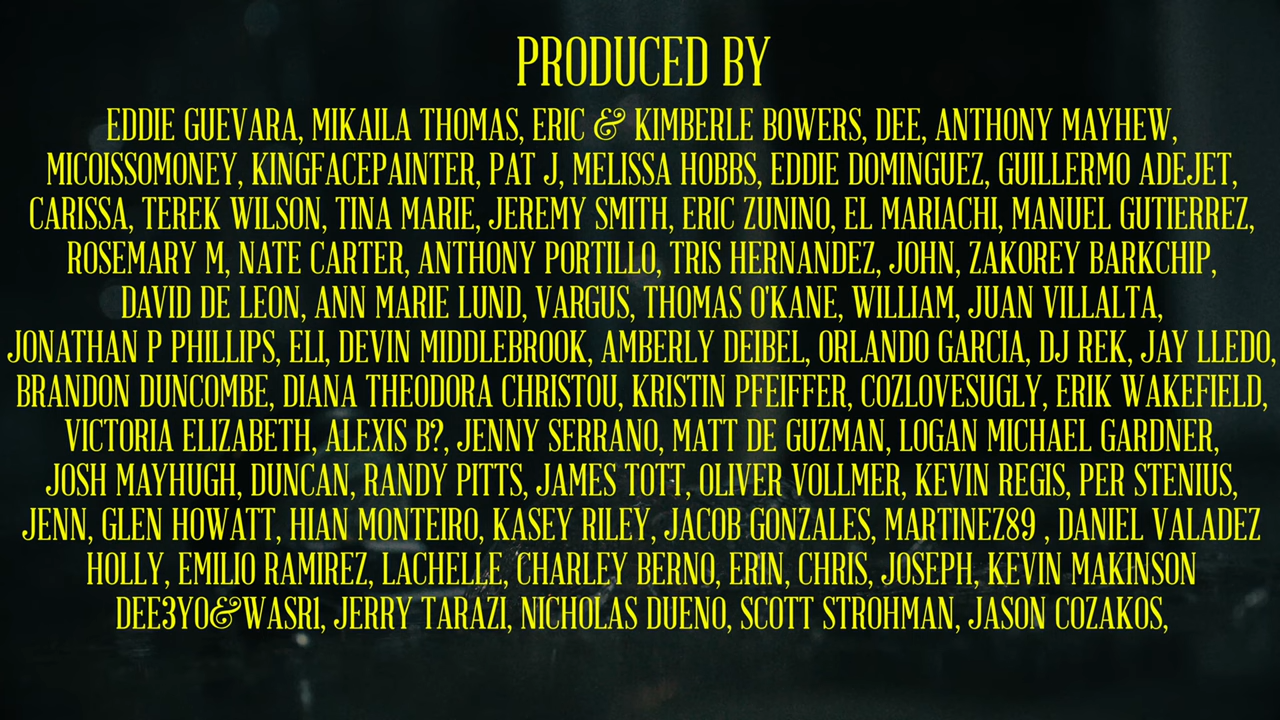 PRODUCED BY
EDDIE GUEVARA, MIKAILA THOMAS, ERIC & KIMBERLE BOWERS, DEE, ANTHONY MAYHEW,
MICOISSOMONEY, KINGFACEPAINTER, PAT J, MELISSA HOBBS, EDDIE DOMINGUEZ, GUILLERMO ADEJET,
CARISSA, TEREK WILSON, TINA MARIE, JEREMY SMITH, ERIC ZUNINO, EL MARIACHI, MANUEL GUTIERREZ,
ROSEMARY M, NATE CARTER, ANTHONY PORTILLO, TRIS HERNANDEZ, JOHN, ZAKOREY BARKCHIP,
DAVID DE LEON, ANN MARIE LUND, VARGUS, THOMAS O'KANE, WILLIAM, JUAN VILLALTA,
JONATHAN P PHILLIPS, ELI, DEVIN MIDDLEBROOK, AMBERLY DEIBEL, ORLANDO GARCIA, DJ REK, JAY LLEDO,
BRANDON DUNCOMBE, DIANA THEODORA CHRISTOU, KRISTIN PFEIFFER, COZLOVESUGLY, ERIK WAKEFIELD,
VICTORIA ELIZABETH, ALEXIS B?, JENNY SERRANO, MATT DE GUZMAN, LOGAN MICHAEL GARDNER,
JOSH MAYHUGH, DUNCAN, RANDY PITTS, JAMES TOTT, OLIVER VOLLMER, KEVIN REGIS, PER STENIUS,
JENN, GLEN HOWATT, HIAN MONTEIRO, KASEY RILEY, JACOB GONZALES, MARTINEZ89 , DANIEL VALADEZ
HOLLY, EMILIO RAMIREZ, LACHELLE, CHARLEY BERNO, ERIN, CHRIS, JOSEPH, KEVIN MAKINSON
DEE3YO&WASR1, JERRY TARAZI, NICHOLAS DUENO, SCOTT STROHMAN, JASON COZAKOS,